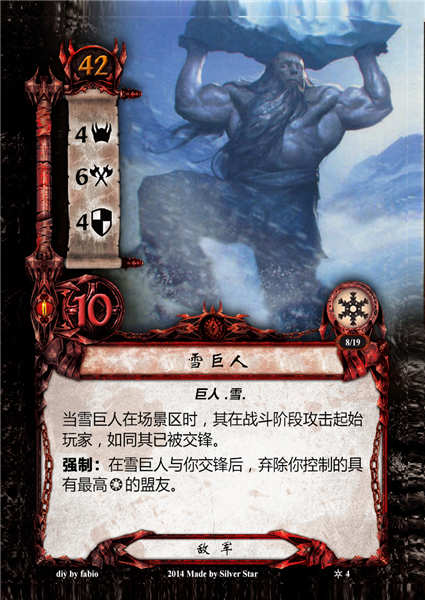 42
4
6
4
10
8/19
雪巨人
巨人 .雪.
当雪巨人在场景区时，其在战斗阶段攻击起始
玩家，如同其已被交锋。
强制：在雪巨人与你交锋后，弃除你控制的具
有最高的盟友。
敌军
diy by fabio 2014 Made by Silver Star 4